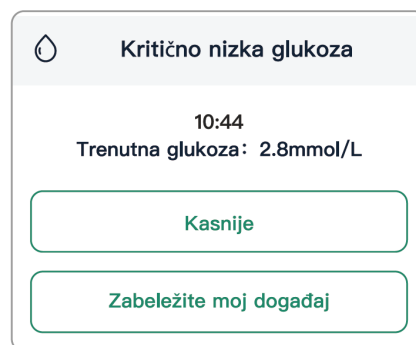 Kritično nizka glukoza
10:44
Trenutna glukoza：2.8mmol/L
Kasnije
Zabeležite moj događaj